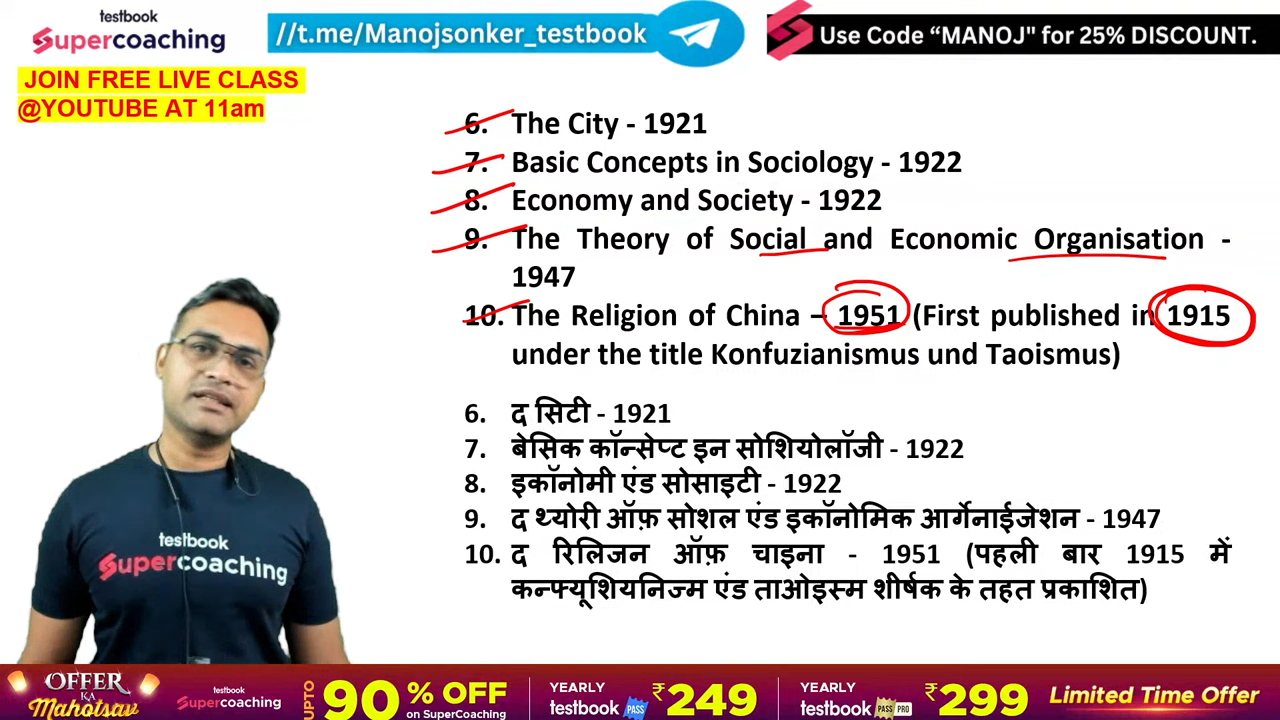 testbook
Supercoaching
//t.me/Manojsonker_testbook
Use Code “MANOJ" for 25% DISCOUNT.
JOIN FREE LIVE CLASS
@YOUTUBE AT 11am
6. The City - 1921
7. Basic Concepts in Sociology - 1922
8. Economy and Society - 1922
9. The Theory of Social and Economic Organisation -
1947
10. The Religion of China – 1951 (First published in 1915
under the title Konfuzianismus und Taoismus)
6. द सिटी - 1921
7. बेसिक कॉन्सेप्ट इन सोशियोलॉजी - 1922
8. इकॉनोमी एंड सोसाइटी - 1922
9. द थ्योरी ऑफ़ सोशल एंड इकॉनोमिक आर्गेनाईजेशन - 1947
10. द रिलिजन ऑफ़ चाइना - 1951 (पहली बार 1915 में
कन्फ्यूशियनिज्म एंड ताओइस्म शीर्षक के तहत प्रकाशित)
testbook
Supercoaching
OFFER
KA
Mahotsav
testbook
Supercoaching
UPTO
90% OFF
on SuperCoaching
YEARLY
testbook PASS
₹249
YEARLY
testbook PASS PRO
₹299
Limited Time Offer